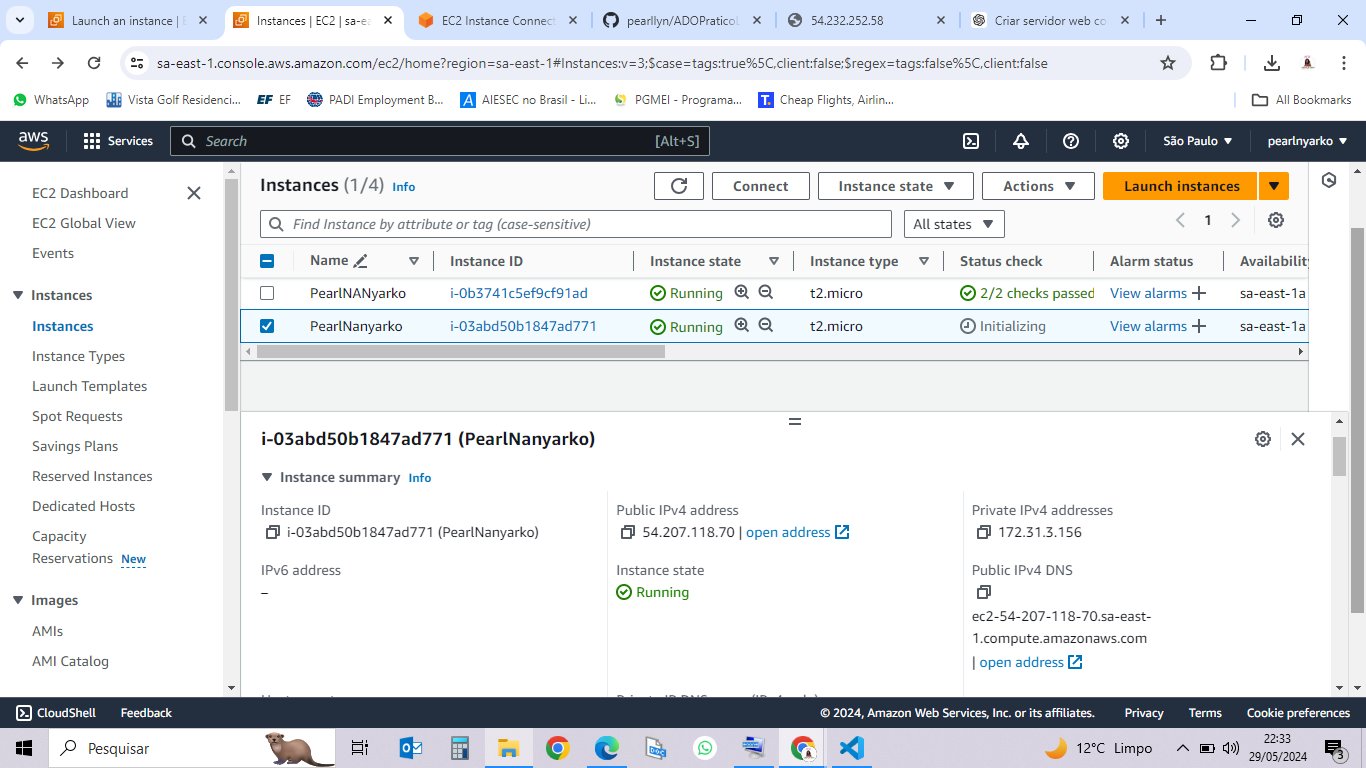 Launch an instance | E
Instances | EC2 | sa-ea
EC2 Instance Connect
pearllyn/ADOPraticoL
54.232.252.58
Criar servidor web co
sa-east-1.console.aws.amazon.com/ec2/home?region=sa-east-1#Instances:v=3;$case=tags:true%5C,client:false;$regex=tags:false%5C,client:false
WhatsApp
Vista Golf Residenci...
EF EF
PADI Employment B...
AIESEC no Brasil - Li...
PGMEI - Programa...
Cheap Flights, Airlin...
All Bookmarks
aws
Services
Search
[Alt+S]
São Paulo
pearlnyarko
EC2 Dashboard
EC2 Global View
Events
Instances
Instances
Instance Types
Launch Templates
Spot Requests
Savings Plans
Reserved Instances
Dedicated Hosts
Capacity
Reservations New
Images
AMIs
AMI Catalog
Instances (1/4) Info
Connect
Instance state
Actions
Launch instances
Find Instance by attribute or tag (case-sensitive)
All states
1
Name Instance ID Instance state Instance type Status check Alarm status Availability
PearlNANyarko i-0b3741c5ef9cf91ad Running t2.micro 2/2 checks passed View alarms sa-east-1a
PearlNanyarko i-03abd50b1847ad771 Running t2.micro Initializing View alarms sa-east-1a
i-03abd50b1847ad771 (PearlNanyarko)
Instance summary Info
Instance ID
i-03abd50b1847ad771 (PearlNanyarko)
Public IPv4 address
54.207.118.70 | open address
Private IPv4 addresses
172.31.3.156
IPv6 address
–
Instance state
Running
Public IPv4 DNS
ec2-54-207-118-70.sa-east-
1.compute.amazonaws.com
| open address
CloudShell
Feedback
© 2024, Amazon Web Services, Inc. or its affiliates.
Privacy
Terms
Cookie preferences
Pesquisar
12°C Limpo
22:33
29/05/2024
3